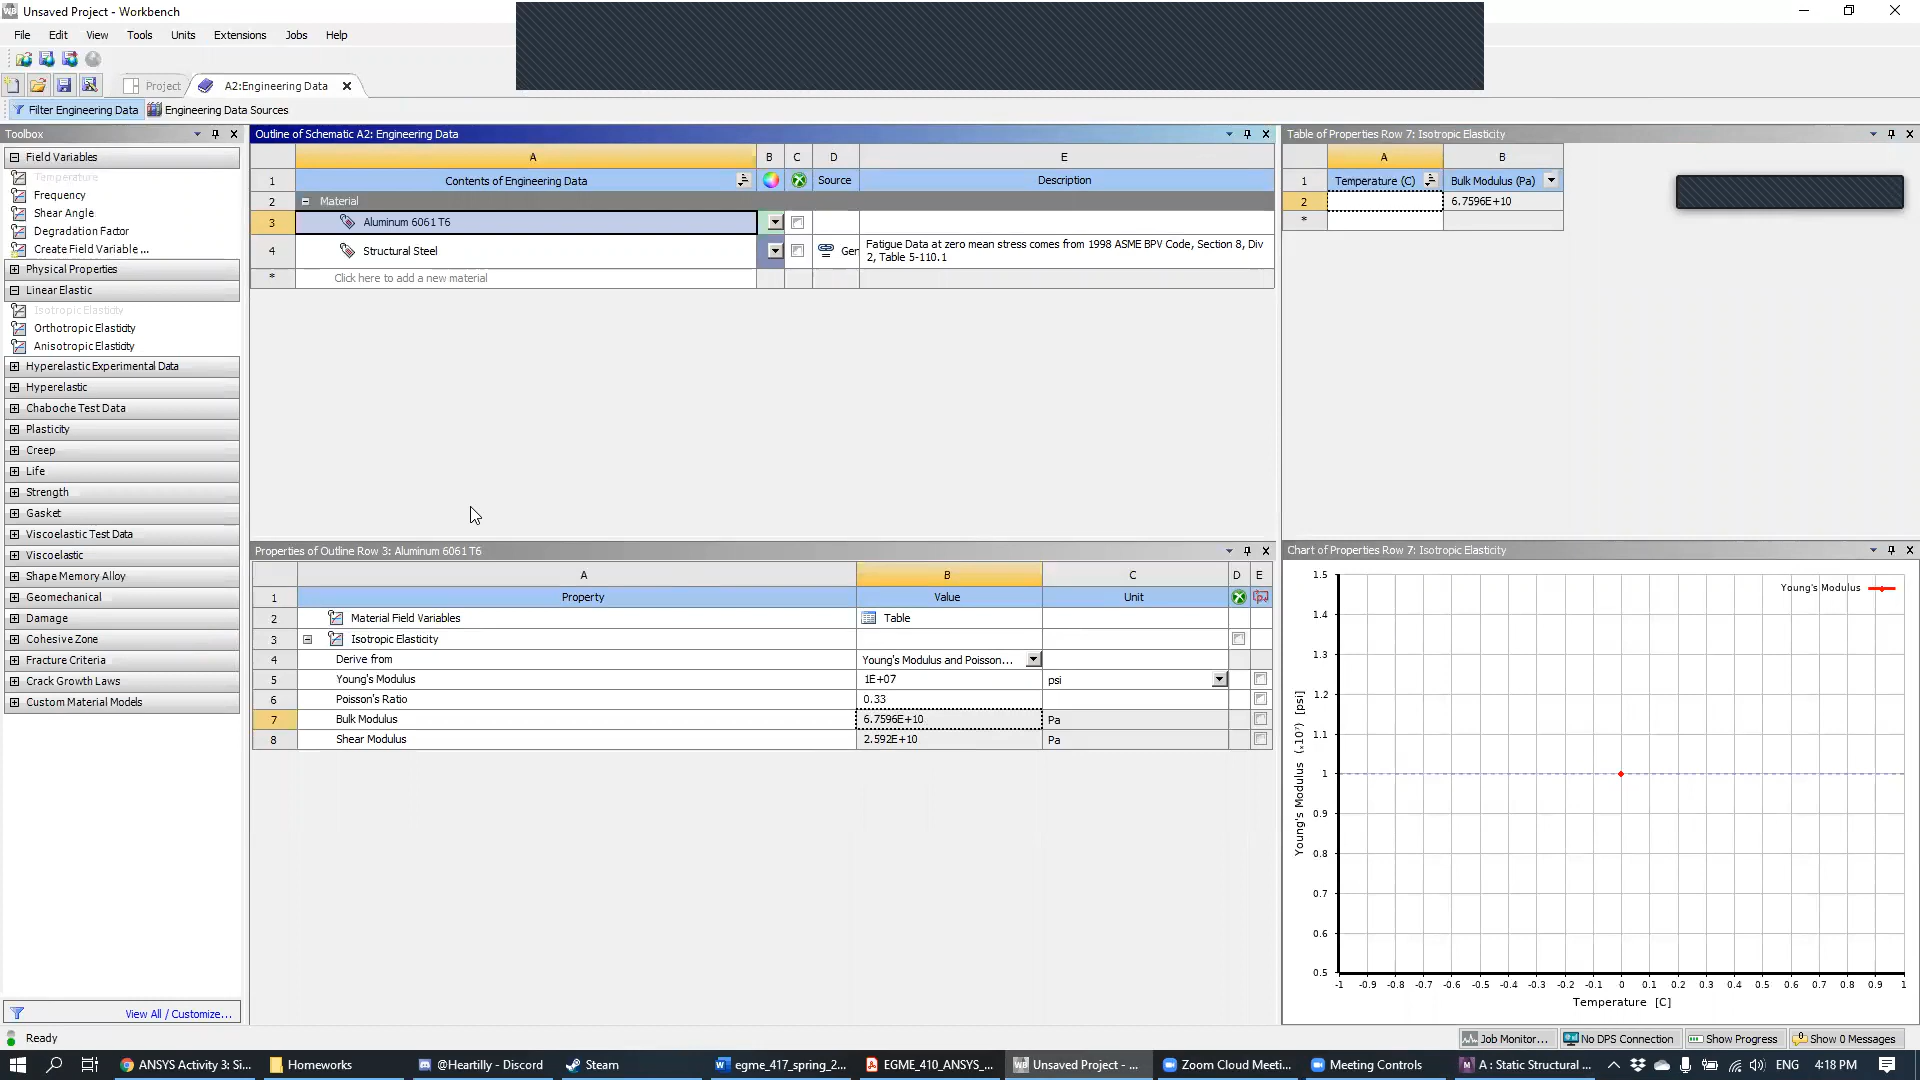 Unsaved Project - Workbench
File Edit View Tools Units Extensions Jobs Help
Project
A2:Engineering Data
Filter Engineering Data
Engineering Data Sources
Toolbox
Field Variables
Temperature
Frequency
Shear Angle
Degradation Factor
Create Field Variable ...
Physical Properties
Linear Elastic
Isotropic Elasticity
Orthotropic Elasticity
Anisotropic Elasticity
Hyperelastic Experimental Data
Hyperelastic
Chaboche Test Data
Plasticity
Creep
Life
Strength
Gasket
Viscoelastic Test Data
Viscoelastic
Shape Memory Alloy
Geomechanical
Damage
Cohesive Zone
Fracture Criteria
Crack Growth Laws
Custom Material Models
View All / Customize...
Outline of Schematic A2: Engineering Data
A B C D E
1 Contents of Engineering Data Source Description
2 Material
3 Aluminum 6061 T6
4 Structural Steel Gen Fatigue Data at zero mean stress comes from 1998 ASME BPV Code, Section 8, Div
2, Table 5-110.1
* Click here to add a new material
Properties of Outline Row 3: Aluminum 6061 T6
A B C D E
1 Property Value Unit
2 Material Field Variables Table
3 Isotropic Elasticity
4 Derive from Young's Modulus and Poisson...
5 Young's Modulus 1E+07 psi
6 Poisson's Ratio 0.33
7 Bulk Modulus 6.7596E+10 Pa
8 Shear Modulus 2.592E+10 Pa
Table of Properties Row 7: Isotropic Elasticity
A B
1 Temperature (C) Bulk Modulus (Pa)
2 6.7596E+10
*
Chart of Properties Row 7: Isotropic Elasticity
Young's Modulus
1.5
1.4
1.3
1.2
1.1
1
0.9
0.8
0.7
0.6
0.5
Young's Modulus (×10⁷) [psi]
-1 -0.9 -0.8 -0.7 -0.6 -0.5 -0.4 -0.3 -0.2 -0.1 0 0.1 0.2 0.3 0.4 0.5 0.6 0.7 0.8 0.9 1
Temperature [C]
Ready
Job Monitor...
No DPS Connection
Show Progress
Show 0 Messages
ANSYS Activity 3: Si...
Homeworks
@Heartilly - Discord
Steam
egme_417_spring_2...
EGME_410_ANSYS_...
Unsaved Project - ...
Zoom Cloud Meeti...
Meeting Controls
A : Static Structural ...
ENG
4:18 PM